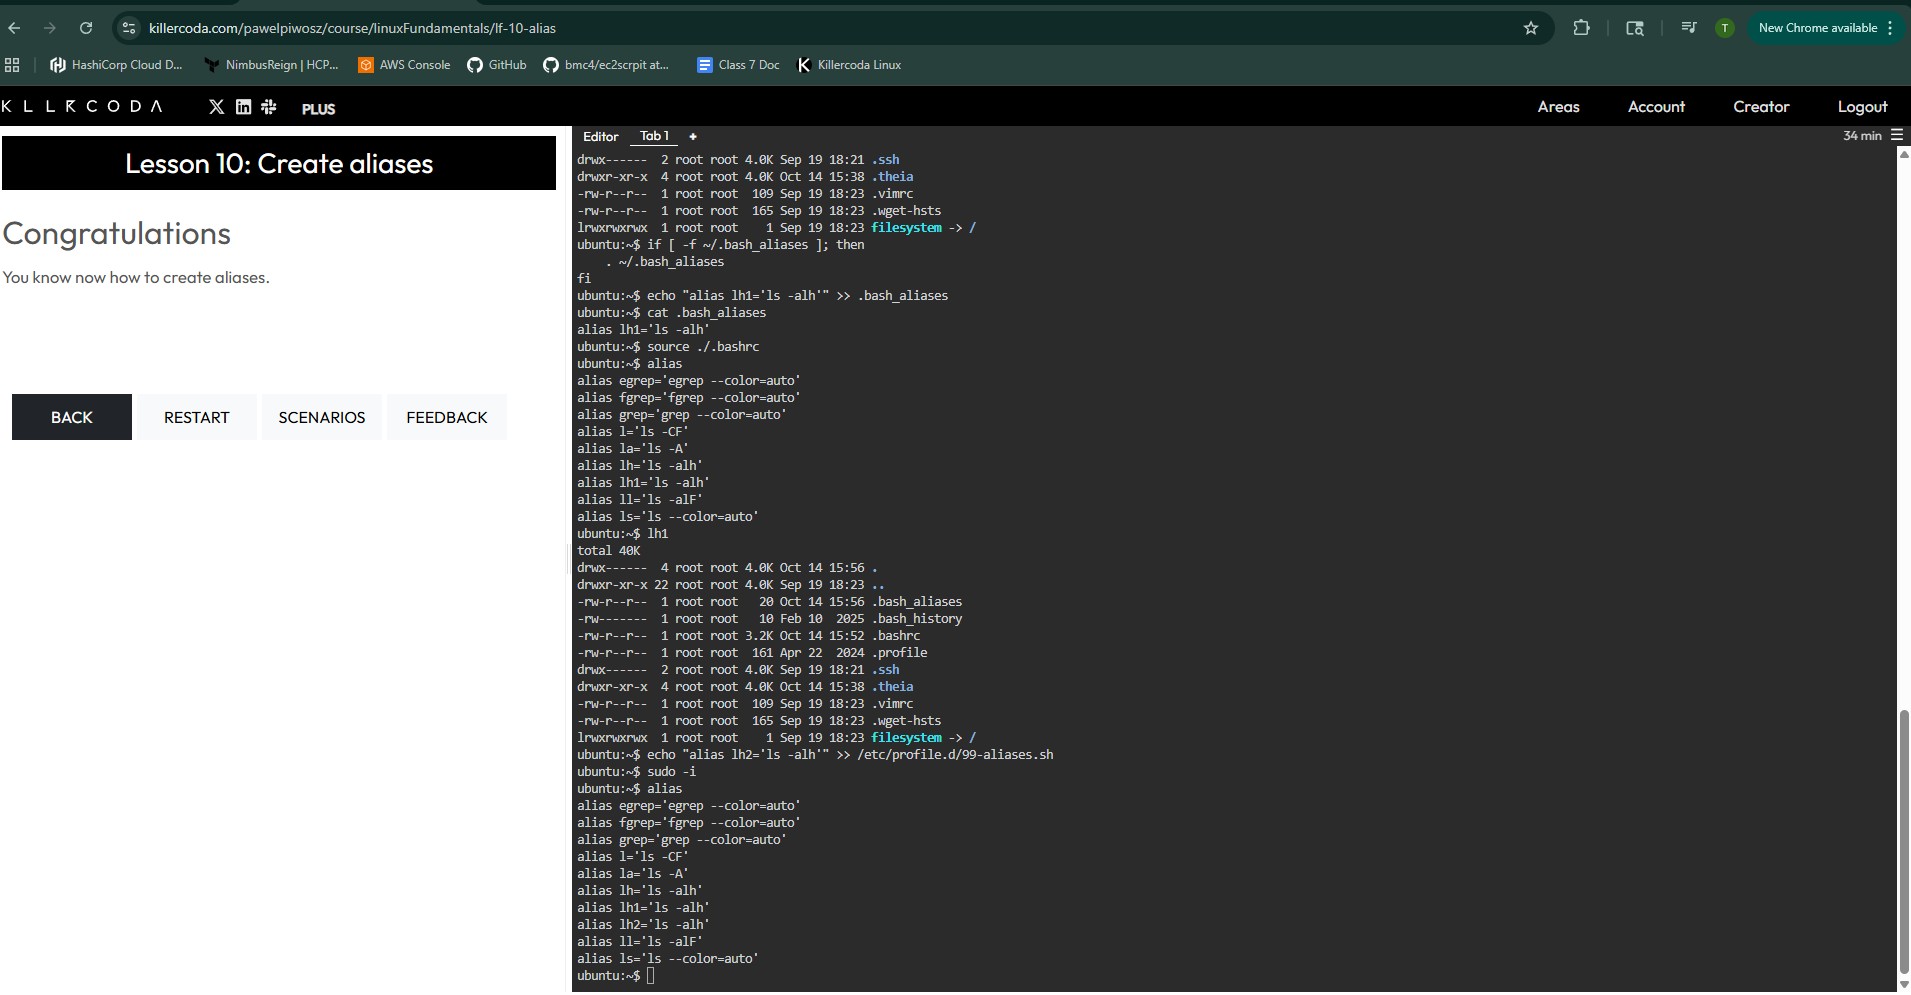 killercoda.com/pawelpiwosz/course/linuxFundamentals/lf-10-alias
T
New Chrome available
HashiCorp Cloud D...
NimbusReign | HCP...
AWS Console
GitHub
bmc4/ec2scrpit at...
Class 7 Doc
Killercoda Linux
KLLRCODA
PLUS
Areas
Account
Creator
Logout
Lesson 10: Create aliases
Congratulations
You know now how to create aliases.
BACK
RESTART
SCENARIOS
FEEDBACK
Editor
Tab 1
+
34 min
drwx------  2 root root 4.0K Sep 19 18:21 .ssh
drwxr-xr-x  4 root root 4.0K Oct 14 15:38 .theia
-rw-r--r--  1 root root  109 Sep 19 18:23 .vimrc
-rw-r--r--  1 root root  165 Sep 19 18:23 .wget-hsts
lrwxrwxrwx  1 root root    1 Sep 19 18:23 filesystem -> /
ubuntu:~$ if [ -f ~/.bash_aliases ]; then
    . ~/.bash_aliases
fi
ubuntu:~$ echo "alias lh1='ls -alh'" >> .bash_aliases
ubuntu:~$ cat .bash_aliases
alias lh1='ls -alh'
ubuntu:~$ source ./.bashrc
ubuntu:~$ alias
alias egrep='egrep --color=auto'
alias fgrep='fgrep --color=auto'
alias grep='grep --color=auto'
alias l='ls -CF'
alias la='ls -A'
alias lh='ls -alh'
alias lh1='ls -alh'
alias ll='ls -alF'
alias ls='ls --color=auto'
ubuntu:~$ lh1
total 40K
drwx------  4 root root 4.0K Oct 14 15:56 .
drwxr-xr-x 22 root root 4.0K Sep 19 18:23 ..
-rw-r--r--  1 root root   20 Oct 14 15:56 .bash_aliases
-rw-------  1 root root   10 Feb 10  2025 .bash_history
-rw-r--r--  1 root root 3.2K Oct 14 15:52 .bashrc
-rw-r--r--  1 root root  161 Apr 22  2024 .profile
drwx------  2 root root 4.0K Sep 19 18:21 .ssh
drwxr-xr-x  4 root root 4.0K Oct 14 15:38 .theia
-rw-r--r--  1 root root  109 Sep 19 18:23 .vimrc
-rw-r--r--  1 root root  165 Sep 19 18:23 .wget-hsts
lrwxrwxrwx  1 root root    1 Sep 19 18:23 filesystem -> /
ubuntu:~$ echo "alias lh2='ls -alh'" >> /etc/profile.d/99-aliases.sh
ubuntu:~$ sudo -i
ubuntu:~$ alias
alias egrep='egrep --color=auto'
alias fgrep='fgrep --color=auto'
alias grep='grep --color=auto'
alias l='ls -CF'
alias la='ls -A'
alias lh='ls -alh'
alias lh1='ls -alh'
alias lh2='ls -alh'
alias ll='ls -alF'
alias ls='ls --color=auto'
ubuntu:~$